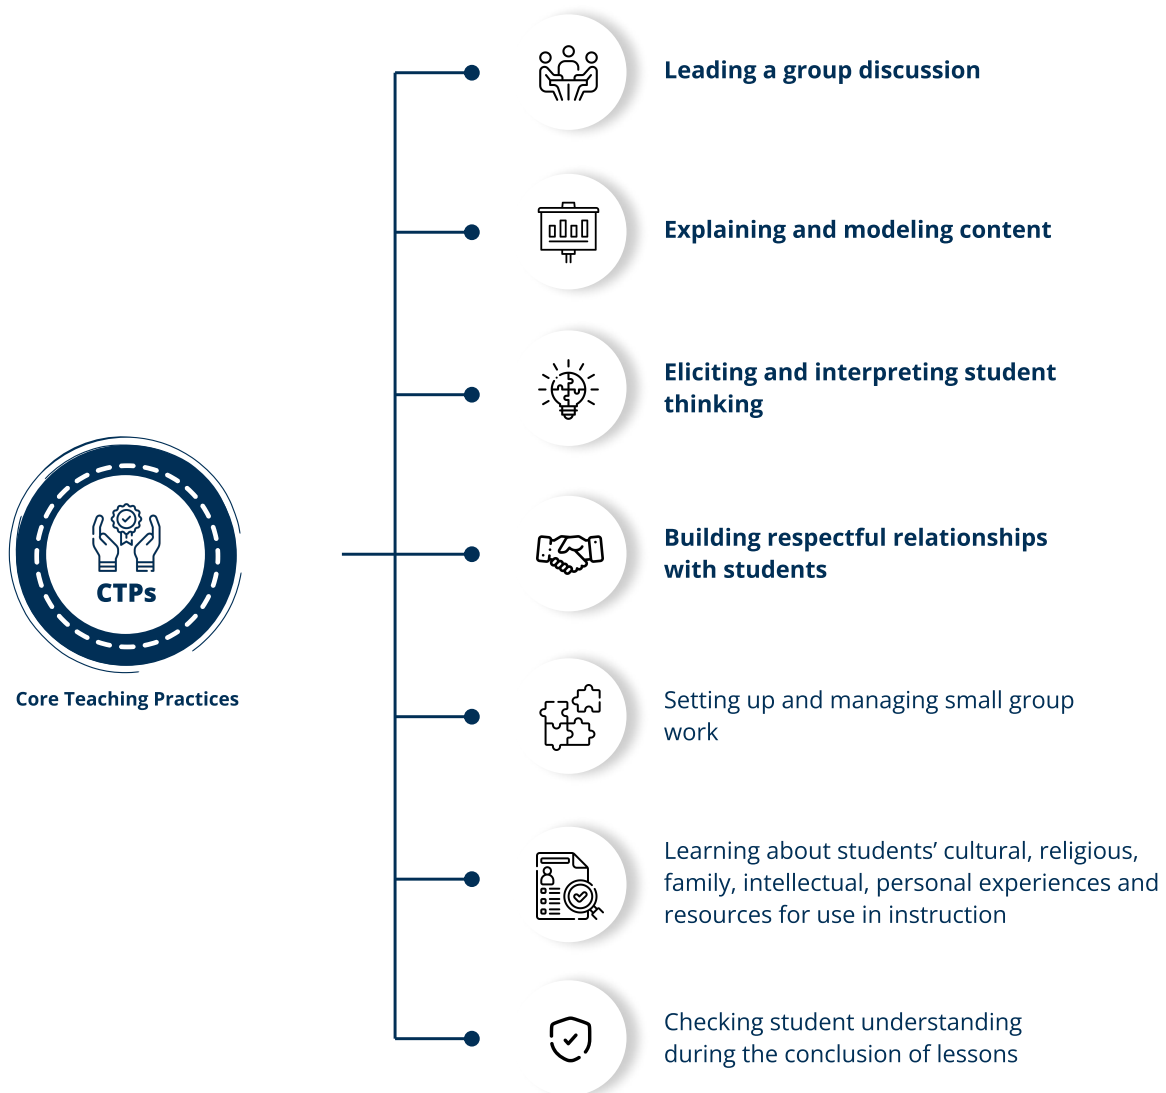 Leading a group discussion
Explaining and modeling content
Eliciting and interpreting student
thinking
CTPs
Core Teaching Practices
Building respectful relationships
with students
Setting up and managing small group
work
Learning about students’ cultural, religious,
family, intellectual, personal experiences and
resources for use in instruction
Checking student understanding
during the conclusion of lessons